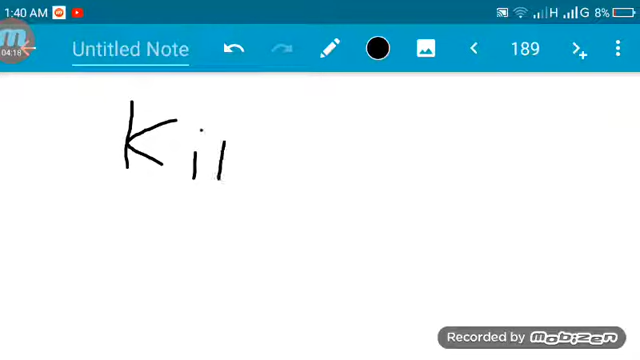 1:40 AM H G 8%
M Untitled Note 189
04:18
Kil
Recorded by mobizen